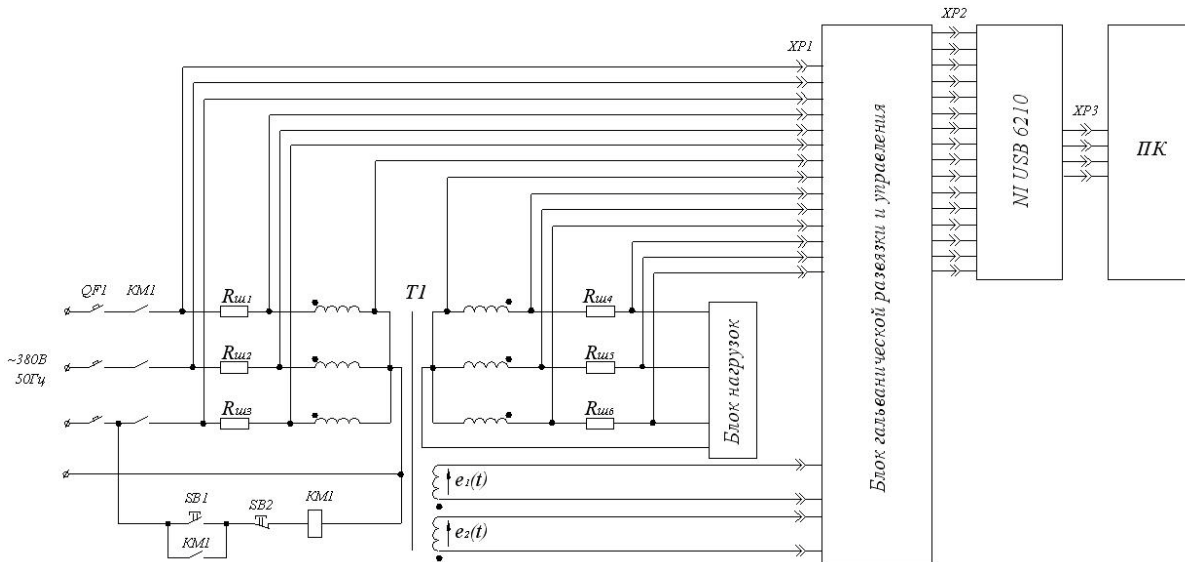 XP2
XP1
XP3
NI USB 6210
ПК
Блок гальванической развязки и управления
QF1
KM1
Rш1
T1
Rш4
~380В
50Гц
Rш2
Rш5
Rш3
Rш6
Блок нагрузок
e1(t)
SB1
SB2
KM1
e2(t)
KM1